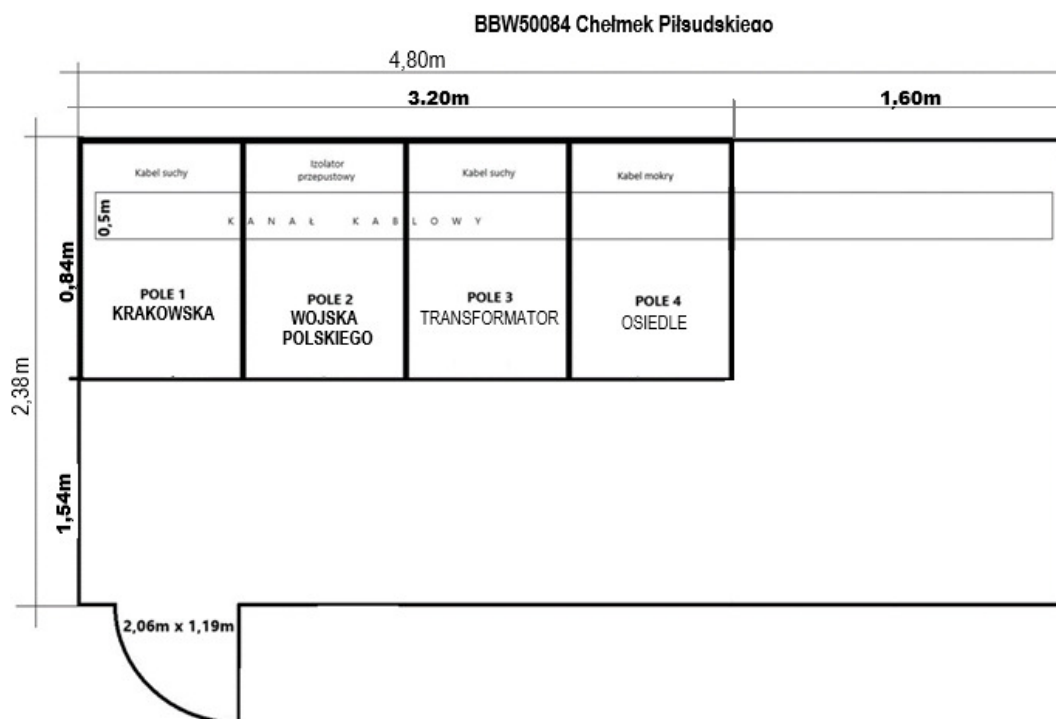 BBW50084 Chełmek Piłsudskiego
4,80m
3.20m
1,60m
Kabel suchy
Izolator
przepustowy
Kabel suchy
Kabel mokry
0,5m
KANAŁ KABLOWY
0,84m
POLE 1
KRAKOWSKA
POLE 2
WOJSKA
POLSKIEGO
POLE 3
TRANSFORMATOR
POLE 4
OSIEDLE
2,38m
1,54m
2,06m x 1,19m